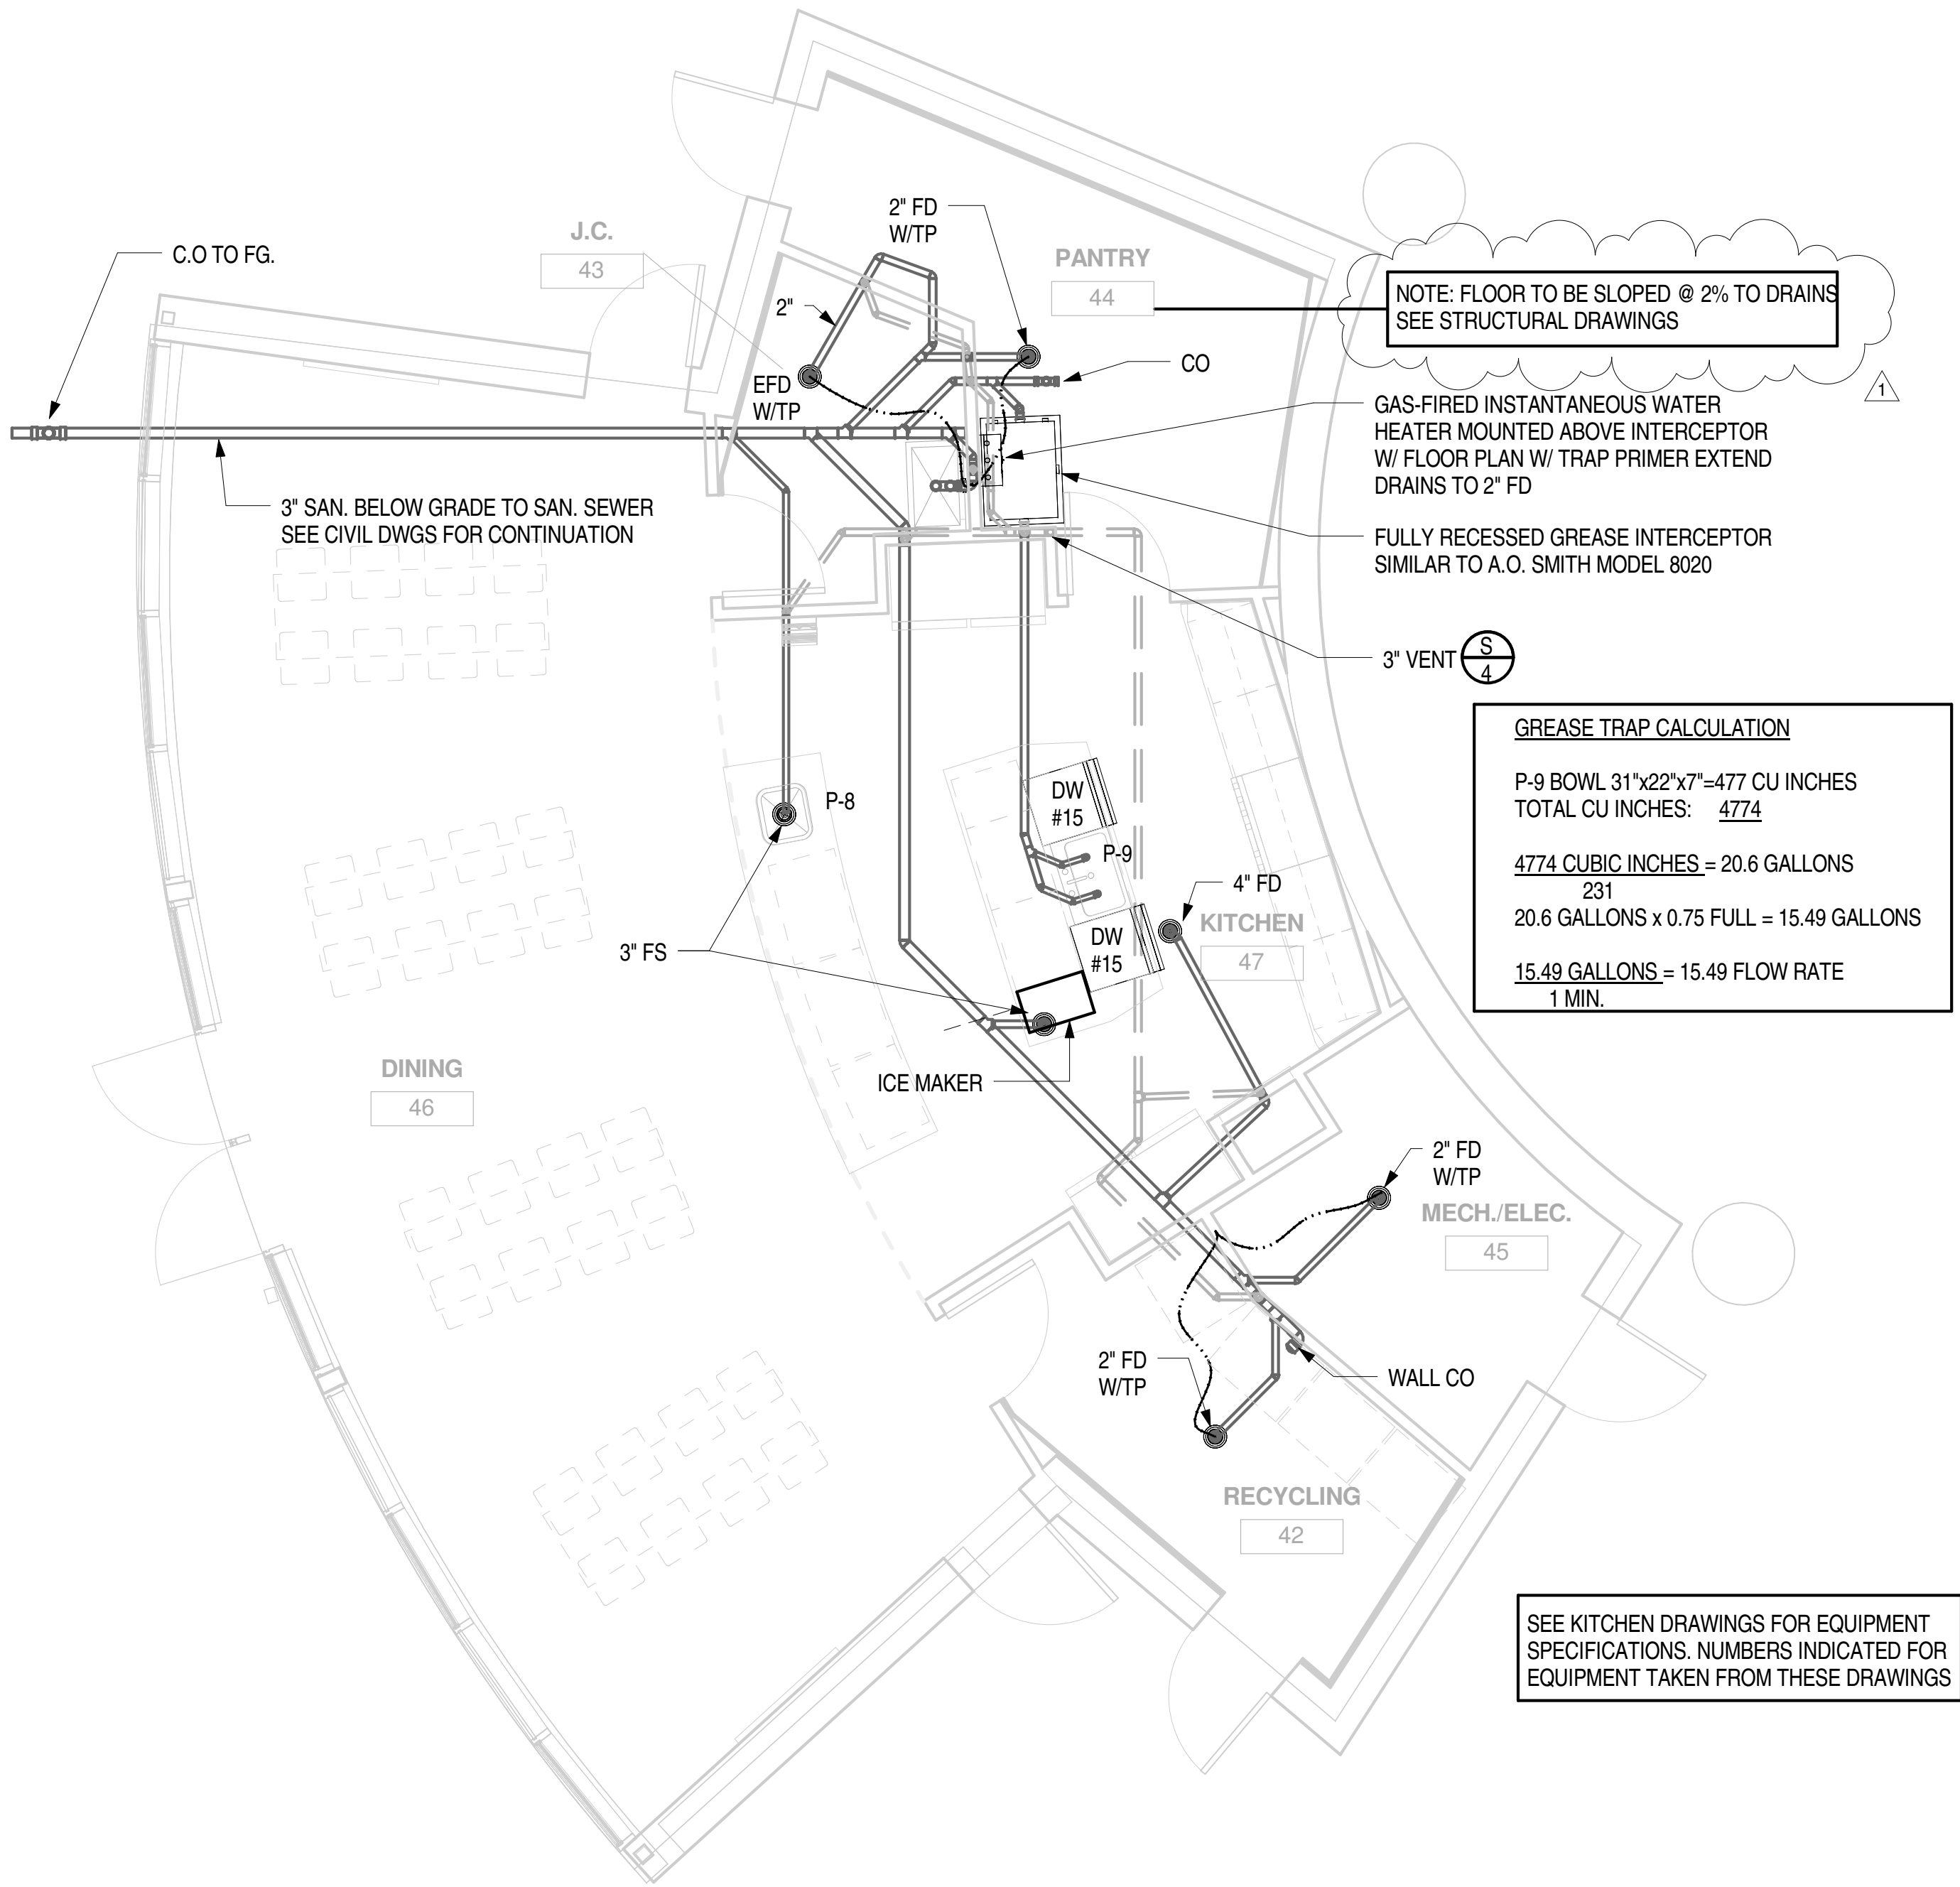 C.O TO FG.
J.C.
43
2" FD
W/TP
PANTRY
44
NOTE: FLOOR TO BE SLOPED @ 2% TO DRAINS
SEE STRUCTURAL DRAWINGS
1
2"
EFD
W/TP
CO
GAS-FIRED INSTANTANEOUS WATER
HEATER MOUNTED ABOVE INTERCEPTOR
W/ FLOOR PLAN W/ TRAP PRIMER EXTEND
DRAINS TO 2" FD
3" SAN. BELOW GRADE TO SAN. SEWER
SEE CIVIL DWGS FOR CONTINUATION
FULLY RECESSED GREASE INTERCEPTOR
SIMILAR TO A.O. SMITH MODEL 8020
3" VENT
S
4
GREASE TRAP CALCULATION
P-9 BOWL 31"x22"x7"=477 CU INCHES
TOTAL CU INCHES: 4774
4774 CUBIC INCHES = 20.6 GALLONS
231
20.6 GALLONS x 0.75 FULL = 15.49 GALLONS
15.49 GALLONS = 15.49 FLOW RATE
1 MIN.
P-8
DW
#15
P-9
4" FD
KITCHEN
47
DW
#15
3" FS
ICE MAKER
DINING
46
2" FD
W/TP
MECH./ELEC.
45
2" FD
W/TP
WALL CO
RECYCLING
42
SEE KITCHEN DRAWINGS FOR EQUIPMENT
SPECIFICATIONS. NUMBERS INDICATED FOR
EQUIPMENT TAKEN FROM THESE DRAWINGS